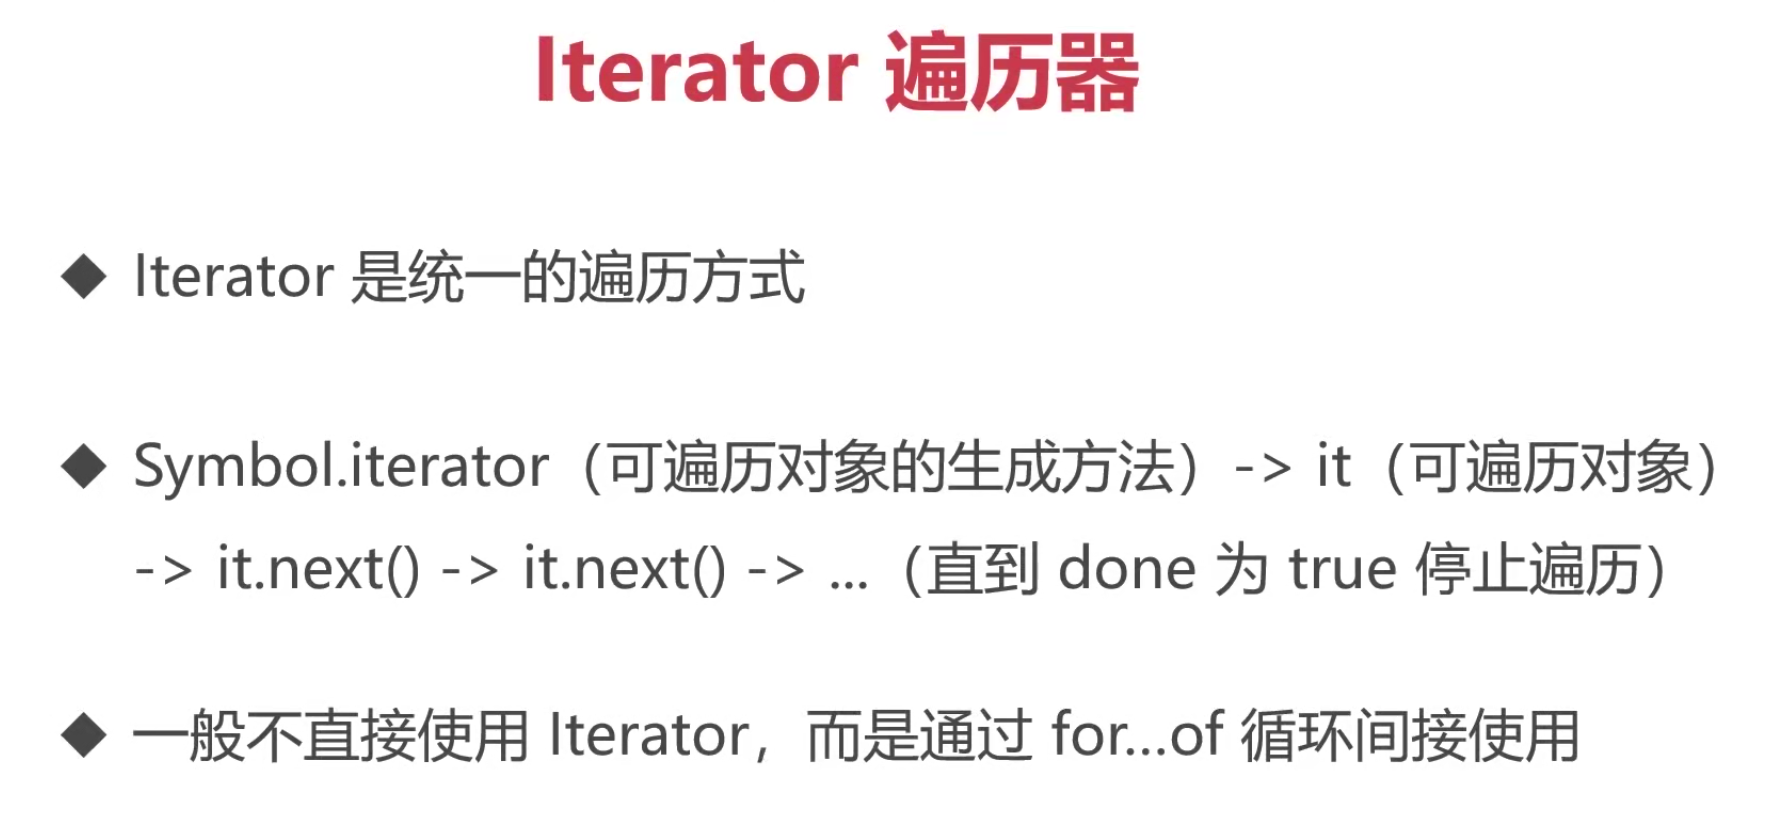 Iterator 遍历器
◆ Iterator 是统一的遍历方式
◆ Symbol.iterator（可遍历对象的生成方法）-> it（可遍历对象）
-> it.next() -> it.next() -> ...（直到 done 为 true 停止遍历）
◆ 一般不直接使用 Iterator，而是通过 for...of 循环间接使用